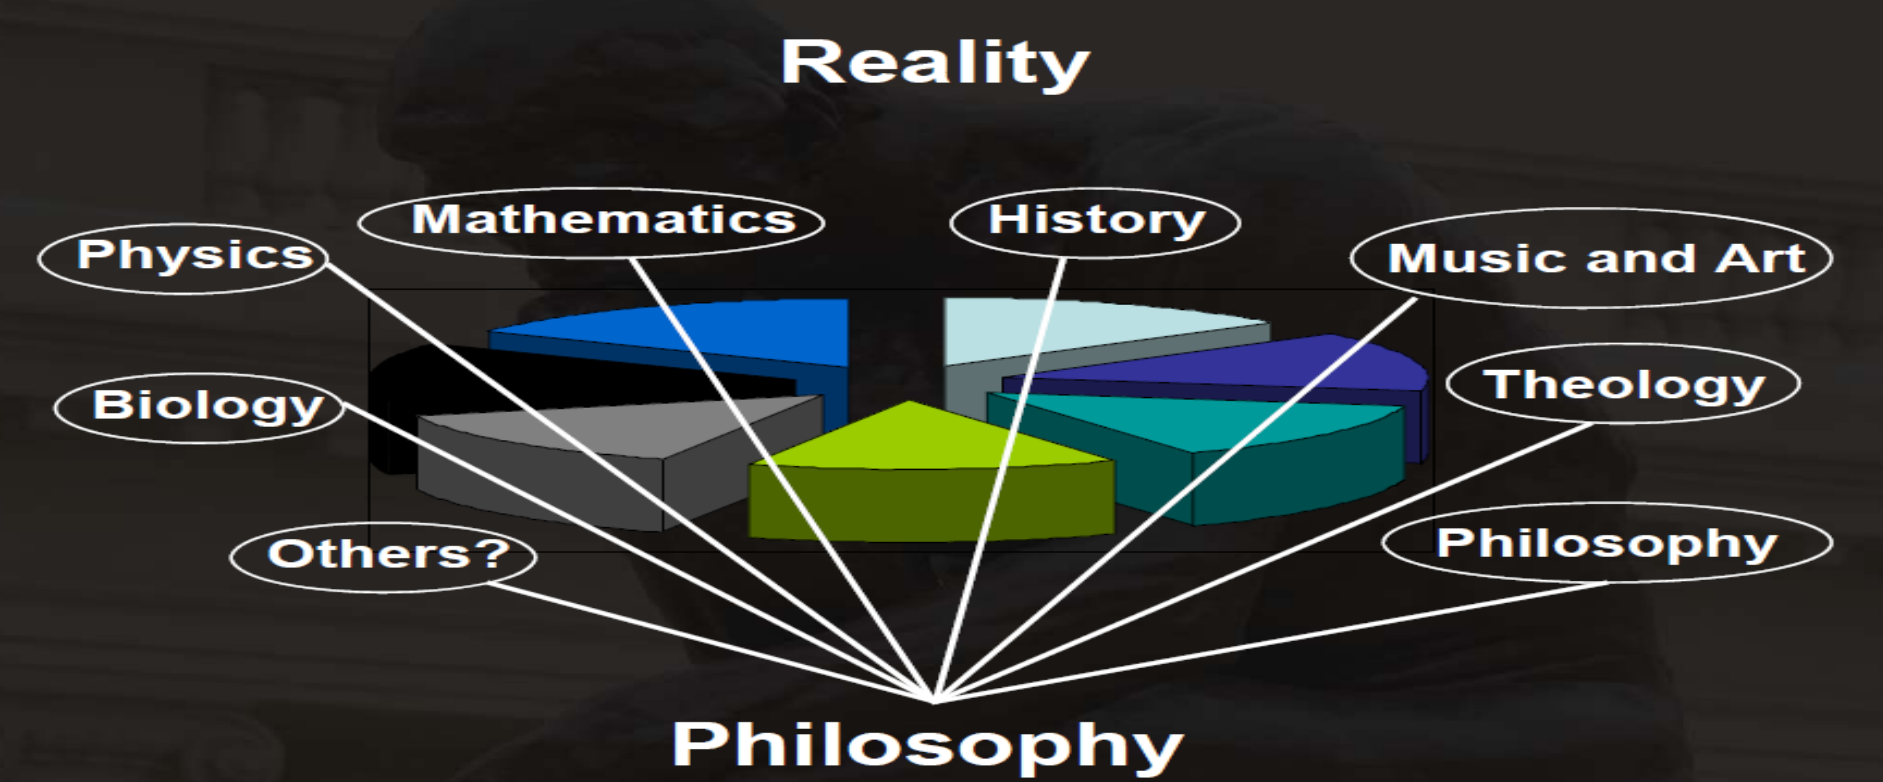 Reality
Mathematics
History
Physics
Music and Art
Biology
Theology
Others?
Philosophy
Philosophy